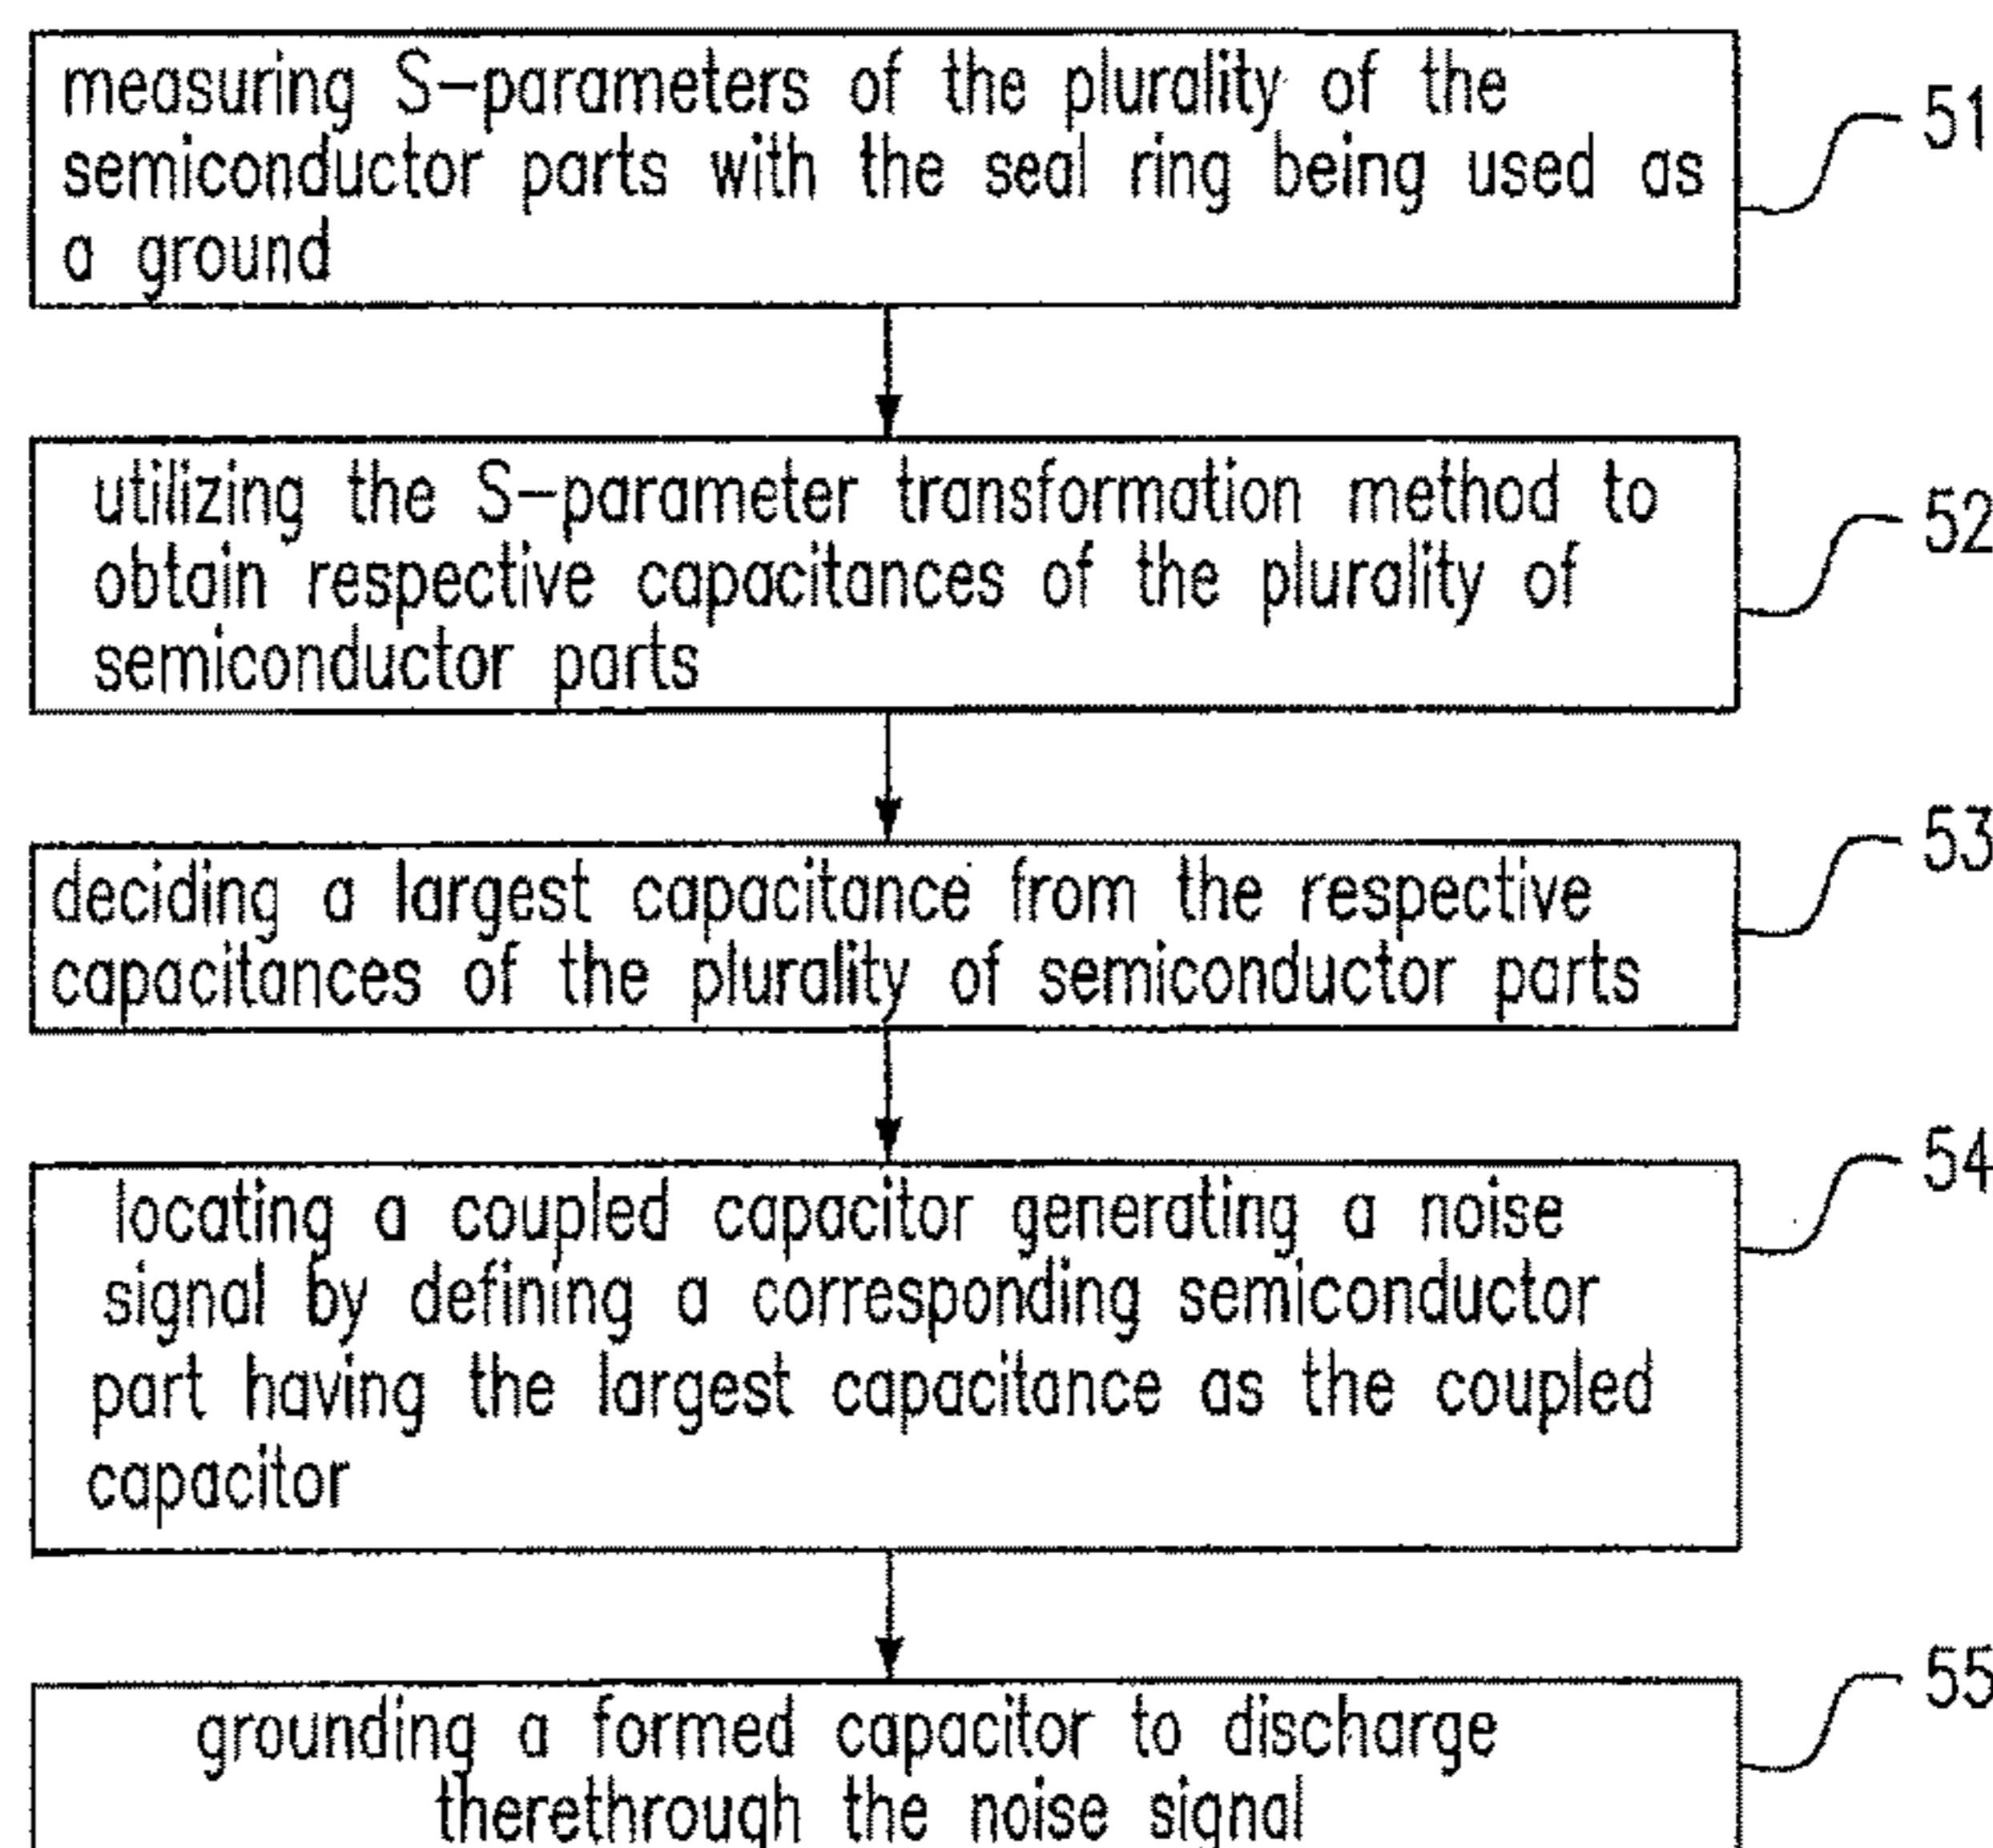 measuring S-parameters of the plurality of the
semiconductor parts with the seal ring being used as
a ground
51
utilizing the S-parameter transformation method to
obtain respective capacitances of the plurality of
semiconductor parts
52
deciding a largest capacitance from the respective
capacitances of the plurality of semiconductor parts
53
locating a coupled capacitor generating a noise
signal by defining a corresponding semiconductor
part having the largest capacitance as the coupled
capacitor
54
grounding a formed capacitor to discharge
therethrough the noise signal
55